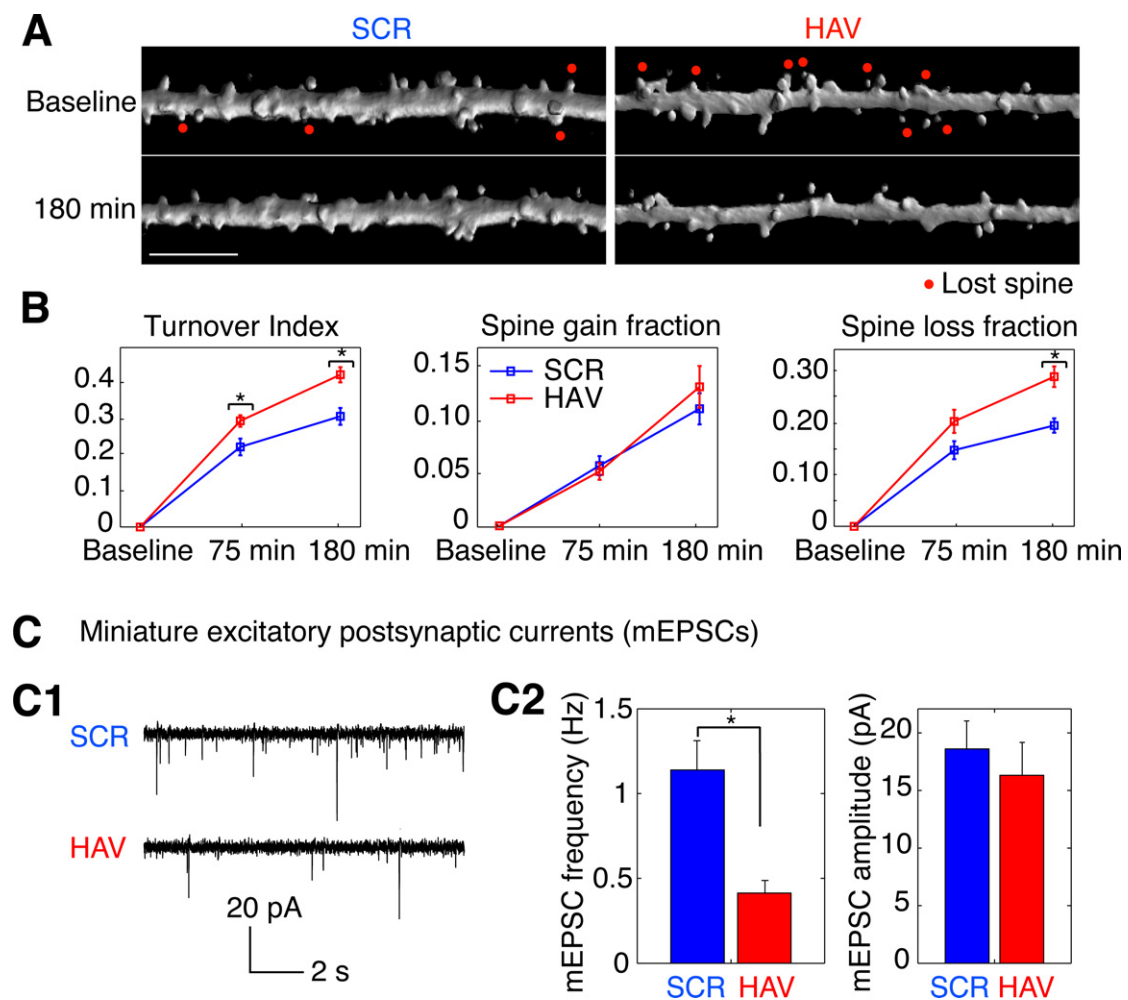 A
SCR
HAV
Baseline
180 min
Lost spine
B
Turnover Index
Spine gain fraction
Spine loss fraction
0.4
0.3
0.2
0.1
0
*
*
Baseline 75 min 180 min
0.15
0.10
0.05
0
SCR
HAV
Baseline 75 min 180 min
0.30
0.20
0.10
0
*
Baseline 75 min 180 min
C Miniature excitatory postsynaptic currents (mEPSCs)
C1
SCR
HAV
20 pA
2 s
C2
mEPSC frequency (Hz)
1.5
1
0.5
0
*
SCR HAV
mEPSC amplitude (pA)
20
15
10
5
0
SCR HAV